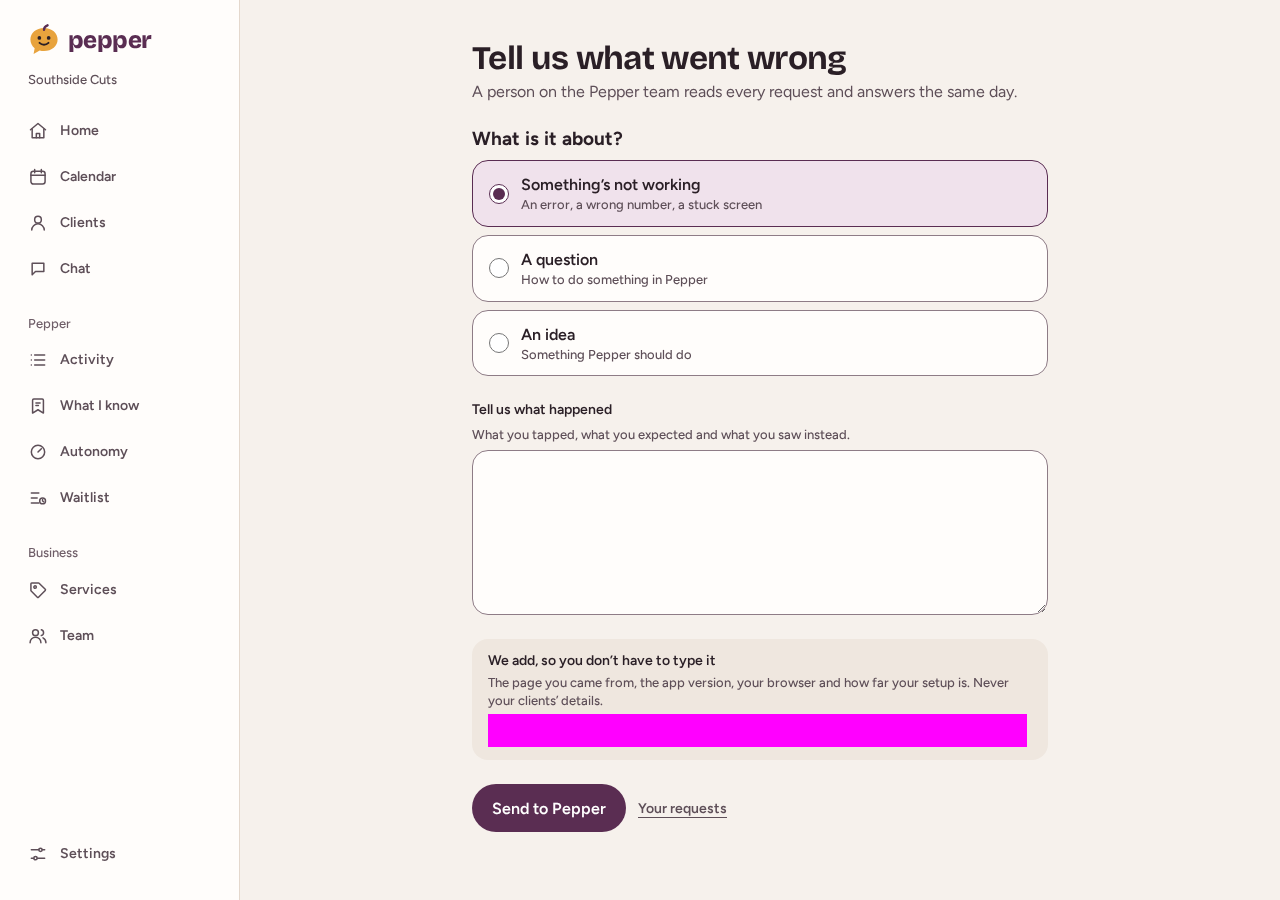 pepper
Southside Cuts
Home
Calendar
Clients
Chat
Pepper
Activity
What I know
Autonomy
Waitlist
Business
Services
Team
Settings
Tell us what went wrong
A person on the Pepper team reads every request and answers the same day.
What is it about?
Something’s not working
An error, a wrong number, a stuck screen
A question
How to do something in Pepper
An idea
Something Pepper should do
Tell us what happened
What you tapped, what you expected and what you saw instead.
We add, so you don’t have to type it
The page you came from, the app version, your browser and how far your setup is. Never
your clients’ details.
Send to Pepper
Your requests